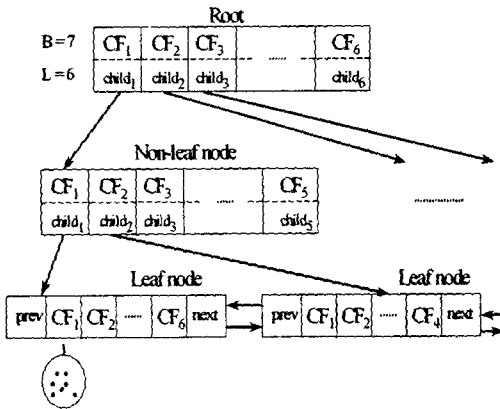 Root
B = 7 CF1 CF2 CF3 ...... CF6
L = 6 child1 child2 child3 child6
Non-leaf node
CF1 CF2 CF3 ...... CF5
child1 child2 child3 child5
.............
Leaf node Leaf node
prev CF1 CF2 ...... CF6 next prev CF1 CF2 ...... CF4 next